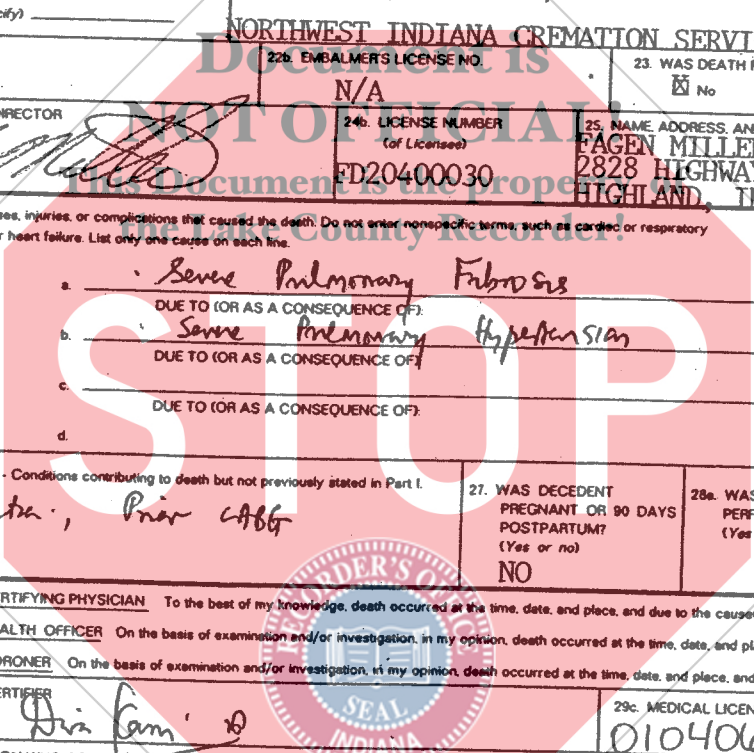 cify)
NORTHWEST INDIANA CREMATION SERVI
Document is
22b. EMBALMER'S LICENSE NO.
23. WAS DEATH
N/A
No
NOT OFFICIAL!
IRECTOR
24b. LICENSE NUMBER
(of Licensee)
25. NAME, ADDRESS, AN
FAGEN MILLER
FD20400030
2828 HIGHWA
This Document is the property of
HIGHLAND, I
the Lake County Recorder!
ses, injuries, or complications that caused the death. Do not enter nonspecific terms, such as cardiac or respiratory
r heart failure. List only one cause on each line.
a. Severe Pulmonary Fibrosis
DUE TO (OR AS A CONSEQUENCE OF):
b. Severe Pulmonary Hypertension
DUE TO (OR AS A CONSEQUENCE OF)
c.
DUE TO (OR AS A CONSEQUENCE OF):
d.
STOP
- Conditions contributing to death but not previously stated in Part I.
Prior CABG
27. WAS DECEDENT
PREGNANT OR 90 DAYS
POSTPARTUM?
(Yes or no)
NO
28a. WAS
PERF
(Yes
RECORDER'S OFFICE
SEAL
INDIANA
RTIFYING PHYSICIAN To the best of my knowledge, death occurred at the time, date, and place, and due to the cause
ALTH OFFICER On the basis of examination and/or investigation, in my opinion, death occurred at the time, date, and pl
ORONER On the basis of examination and/or investigation, in my opinion, death occurred at the time, date, and place, and
ERTIFIER
29c. MEDICAL LICEN
010406